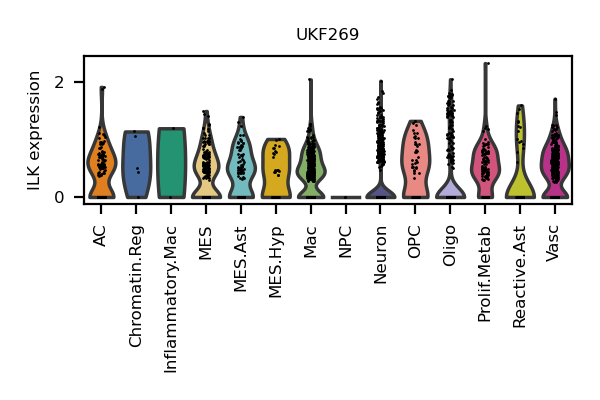 UKF269
ILK expression
2
0
AC
Chromatin.Reg
Inflammatory.Mac
MES
MES.Ast
MES.Hyp
Mac
NPC
Neuron
OPC
Oligo
Prolif.Metab
Reactive.Ast
Vasc